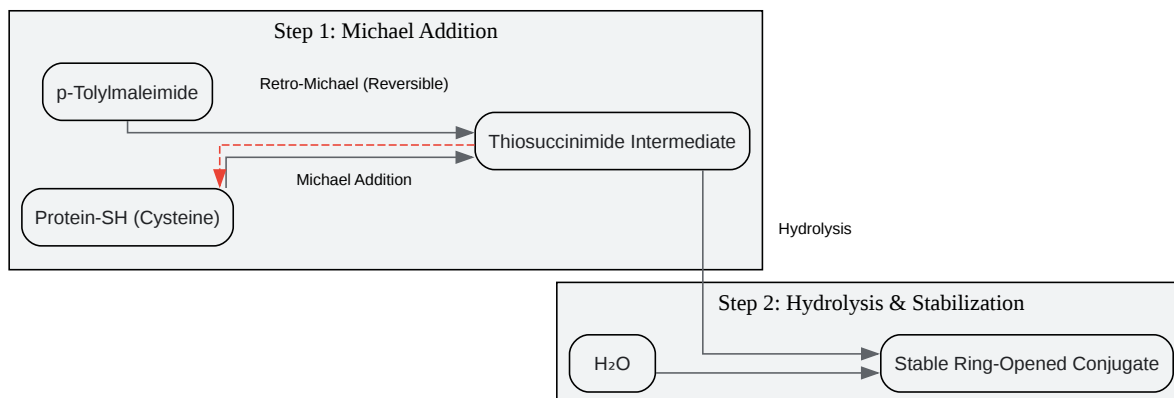 Step 1: Michael Addition
p-Tolylmaleimide
Retro-Michael (Reversible)
Thiosuccinimide Intermediate
Michael Addition
Protein-SH (Cysteine)
Hydrolysis
Step 2: Hydrolysis & Stabilization
H₂O
Stable Ring-Opened Conjugate